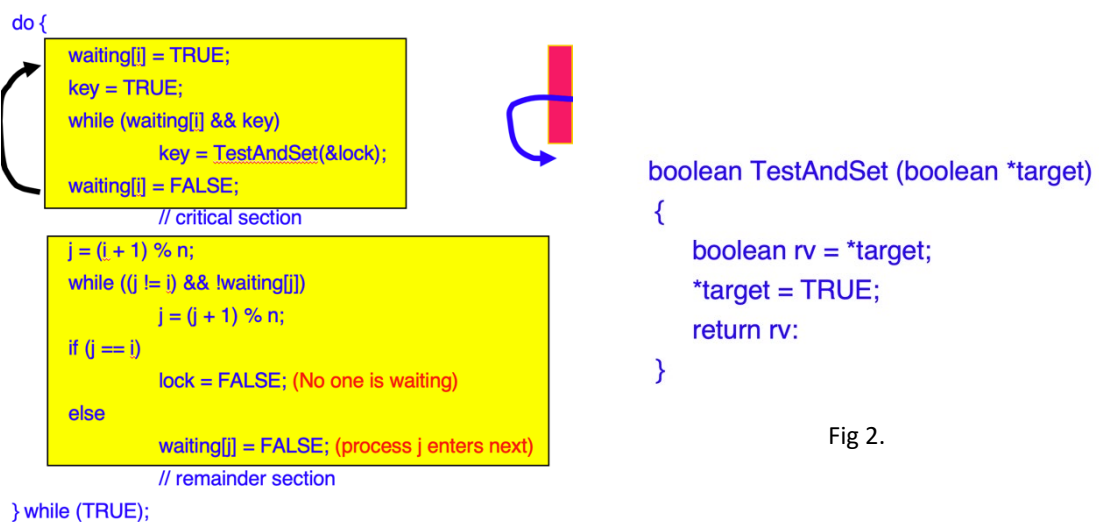 do {
waiting[i] = TRUE;
key = TRUE;
while (waiting[i] && key)
key = TestAndSet(&lock);
waiting[i] = FALSE;
// critical section
j = (i + 1) % n;
while ((j != i) && !waiting[j])
j = (j + 1) % n;
if (j == i)
lock = FALSE; (No one is waiting)
else
waiting[j] = FALSE; (process j enters next)
// remainder section
} while (TRUE);
boolean TestAndSet (boolean *target)
{
boolean rv = *target;
*target = TRUE;
return rv:
}
Fig 2.